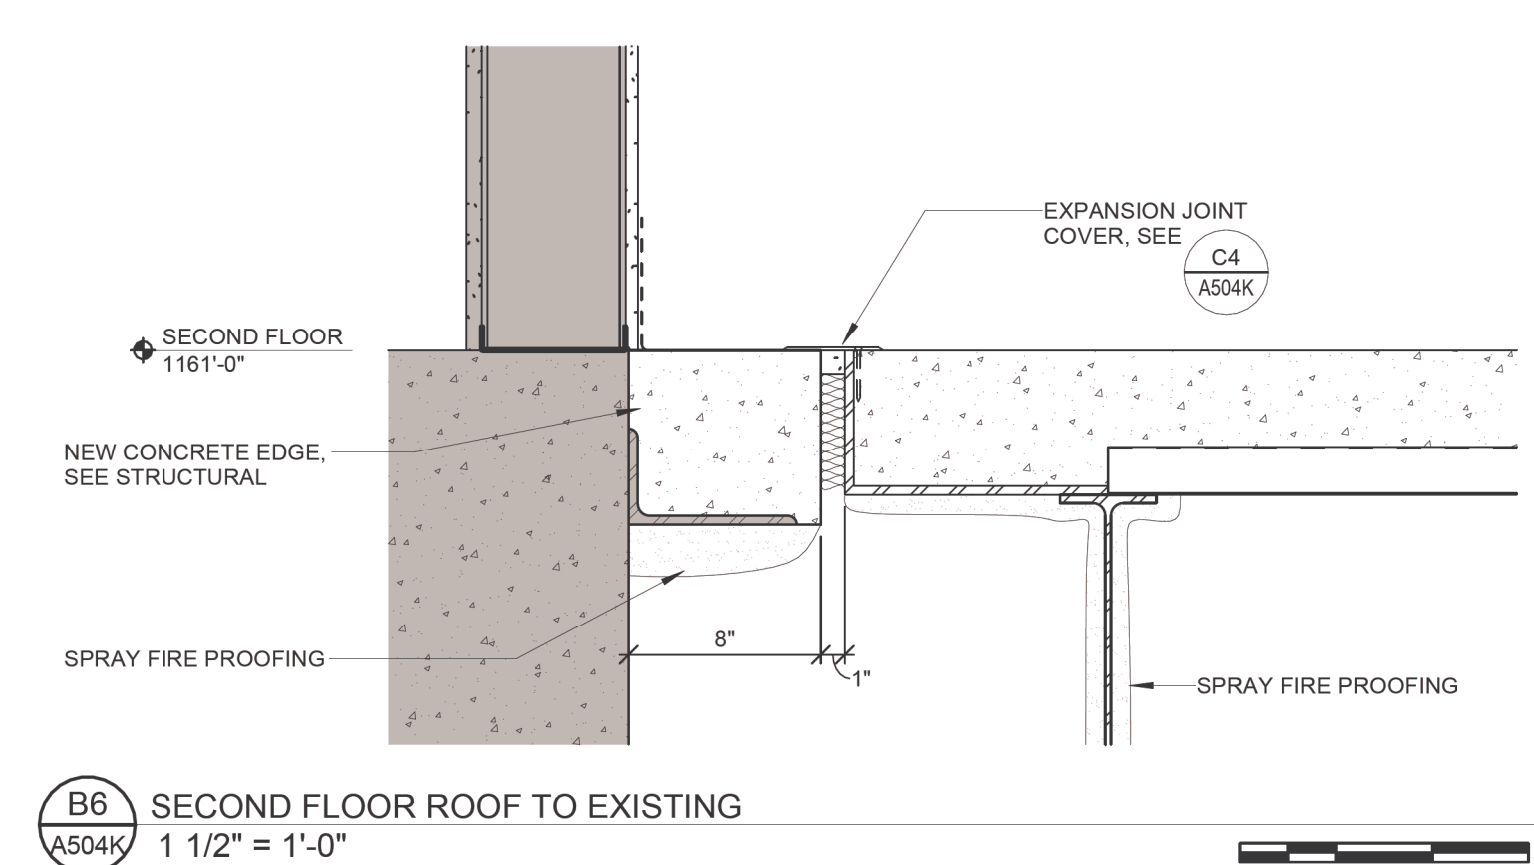 EXPANSION JOINT
COVER, SEE
C4
A504K
SECOND FLOOR
1161'-0"
NEW CONCRETE EDGE,
SEE STRUCTURAL
8"
1"
SPRAY FIRE PROOFING
SPRAY FIRE PROOFING
B6
A504K
SECOND FLOOR ROOF TO EXISTING
1 1/2" = 1'-0"